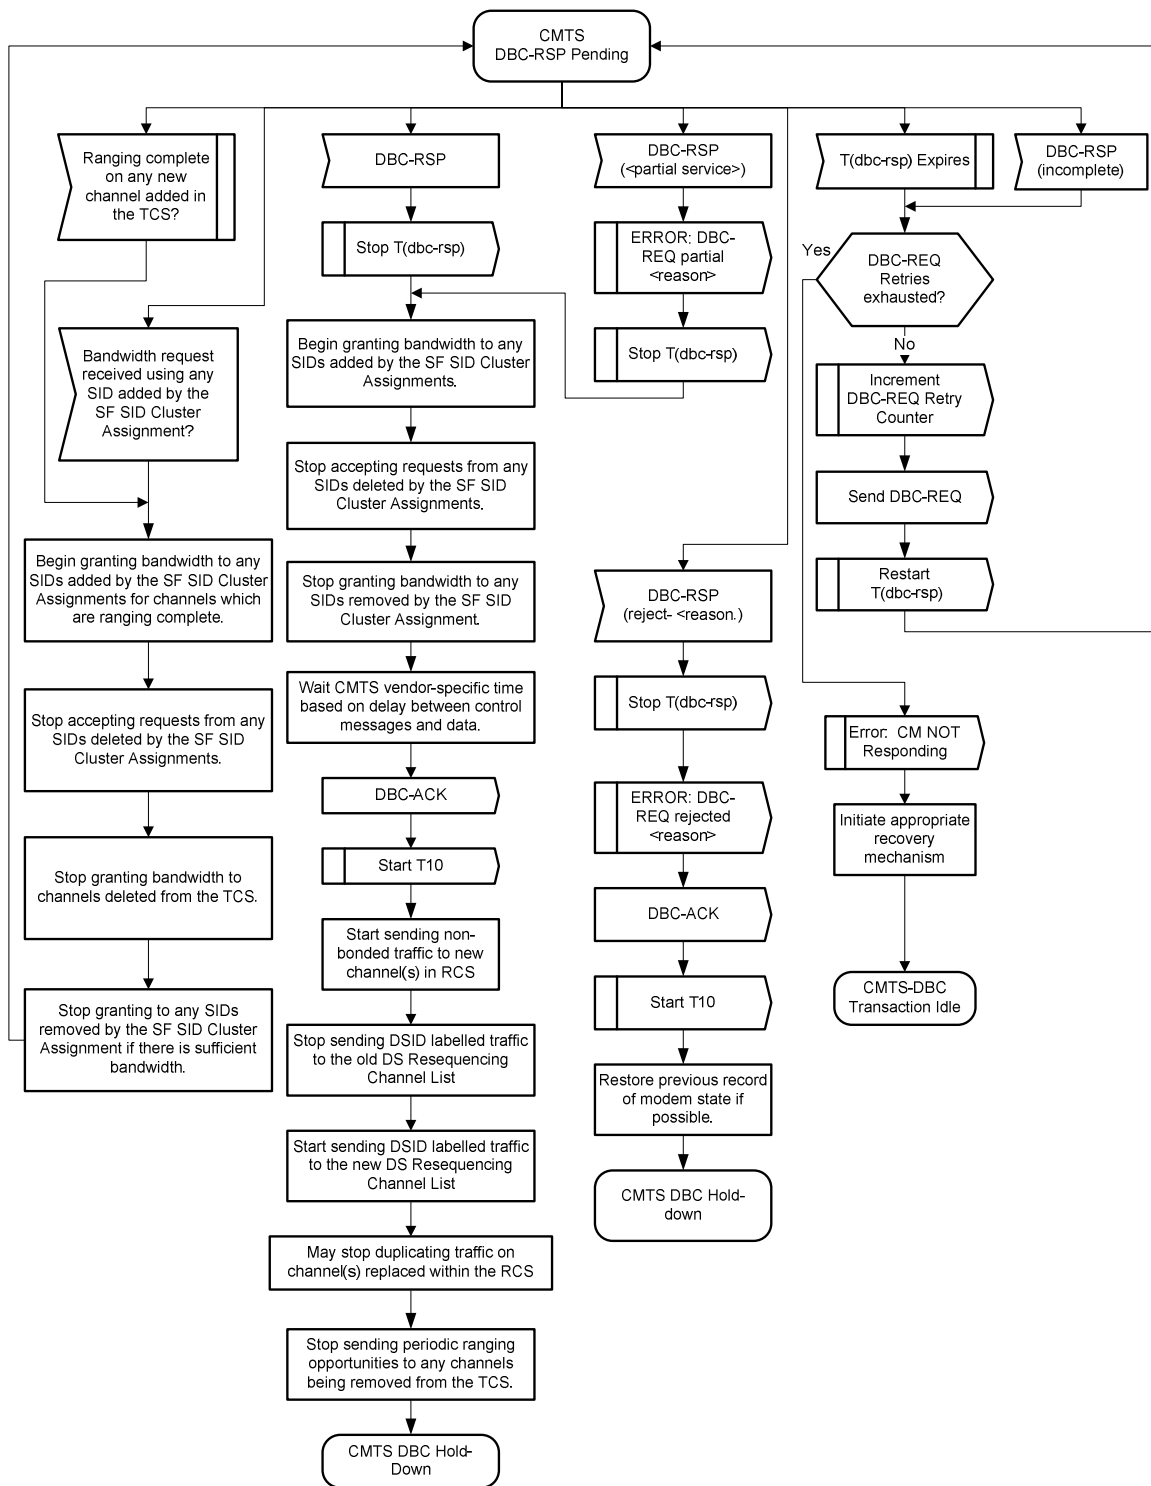 CMTS
DBC-RSP Pending
Ranging complete
on any new
channel added in
the TCS?
Bandwidth request
received using any
SID added by the
SF SID Cluster
Assignment?
Begin granting bandwidth to any
SIDs added by the SF SID Cluster
Assignments for channels which
are ranging complete.
Stop accepting requests from any
SIDs deleted by the SF SID
Cluster Assignments.
Stop granting bandwidth to
channels deleted from the TCS.
Stop granting to any SIDs
removed by the SF SID Cluster
Assignment if there is sufficient
bandwidth.
DBC-RSP
Stop T(dbc-rsp)
Begin granting bandwidth to any
SIDs added by the SF SID Cluster
Assignments.
Stop accepting requests from any
SIDs deleted by the SF SID
Cluster Assignments.
Stop granting bandwidth to any
SIDs removed by the SF SID
Cluster Assignment.
Wait CMTS vendor-specific time
based on delay between control
messages and data.
DBC-ACK
Start T10
Start sending non-
bonded traffic to new
channel(s) in RCS
Stop sending DSID labelled traffic
to the old DS Resequencing
Channel List
Start sending DSID labelled traffic
to the new DS Resequencing
Channel List
May stop duplicating traffic on
channel(s) replaced within the RCS
Stop sending periodic ranging
opportunities to any channels
being removed from the TCS.
CMTS DBC Hold-
Down
DBC-RSP
(<partial service>)
ERROR: DBC-
REQ partial
<reason>
Stop T(dbc-rsp)
DBC-RSP
(reject- <reason.)
Stop T(dbc-rsp)
ERROR: DBC-
REQ rejected
<reason>
DBC-ACK
Start T10
Restore previous record
of modem state if
possible.
CMTS DBC Hold-
down
T(dbc-rsp) Expires
DBC-RSP
(incomplete)
Yes
DBC-REQ
Retries
exhausted?
No
Increment
DBC-REQ Retry
Counter
Send DBC-REQ
Restart
T(dbc-rsp)
Error: CM NOT
Responding
Initiate appropriate
recovery
mechanism
CMTS-DBC
Transaction Idle